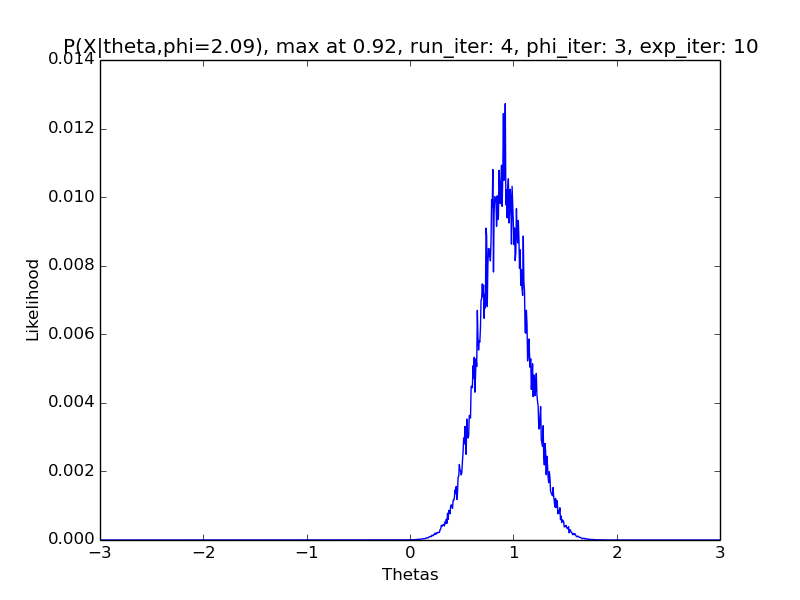 P(X|theta,phi=2.09), max at 0.92, run_iter: 4, phi_iter: 3, exp_iter: 10
0.014
0.012
0.010
0.008
0.006
0.004
0.002
0.000
Likelihood
−3 −2 −1 0 1 2 3
Thetas